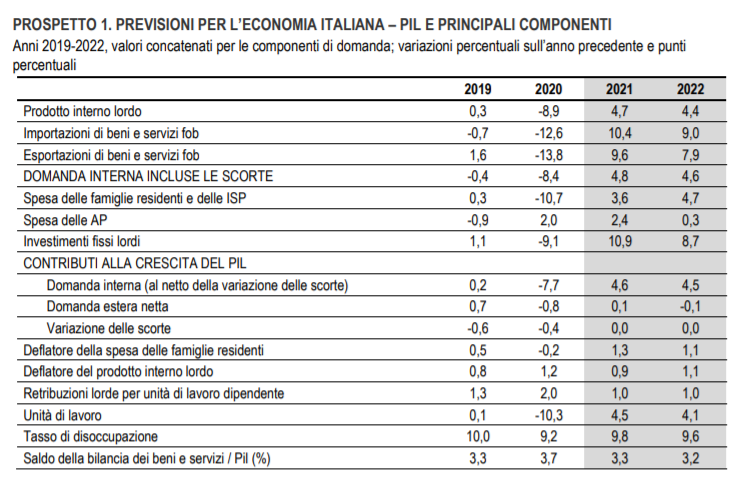 PROSPETTO 1. PREVISIONI PER L'ECONOMIA ITALIANA – PIL E PRINCIPALI COMPONENTI
Anni 2019-2022, valori concatenati per le componenti di domanda; variazioni percentuali sull'anno precedente e punti
percentuali
2019 2020 2021 2022
Prodotto interno lordo 0,3 -8,9 4,7 4,4
Importazioni di beni e servizi fob -0,7 -12,6 10,4 9,0
Esportazioni di beni e servizi fob 1,6 -13,8 9,6 7,9
DOMANDA INTERNA INCLUSE LE SCORTE -0,4 -8,4 4,8 4,6
Spesa delle famiglie residenti e delle ISP 0,3 -10,7 3,6 4,7
Spesa delle AP -0,9 2,0 2,4 0,3
Investimenti fissi lordi 1,1 -9,1 10,9 8,7
CONTRIBUTI ALLA CRESCITA DEL PIL
Domanda interna (al netto della variazione delle scorte) 0,2 -7,7 4,6 4,5
Domanda estera netta 0,7 -0,8 0,1 -0,1
Variazione delle scorte -0,6 -0,4 0,0 0,0
Deflatore della spesa delle famiglie residenti 0,5 -0,2 1,3 1,1
Deflatore del prodotto interno lordo 0,8 1,2 0,9 1,1
Retribuzioni lorde per unità di lavoro dipendente 1,3 2,0 1,0 1,0
Unità di lavoro 0,1 -10,3 4,5 4,1
Tasso di disoccupazione 10,0 9,2 9,8 9,6
Saldo della bilancia dei beni e servizi / Pil (%) 3,3 3,7 3,3 3,2